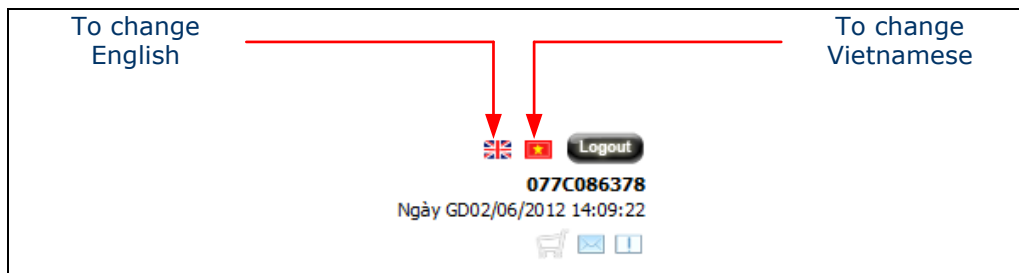 To change
English
To change
Vietnamese
Logout
077C086378
Ngày GD02/06/2012 14:09:22